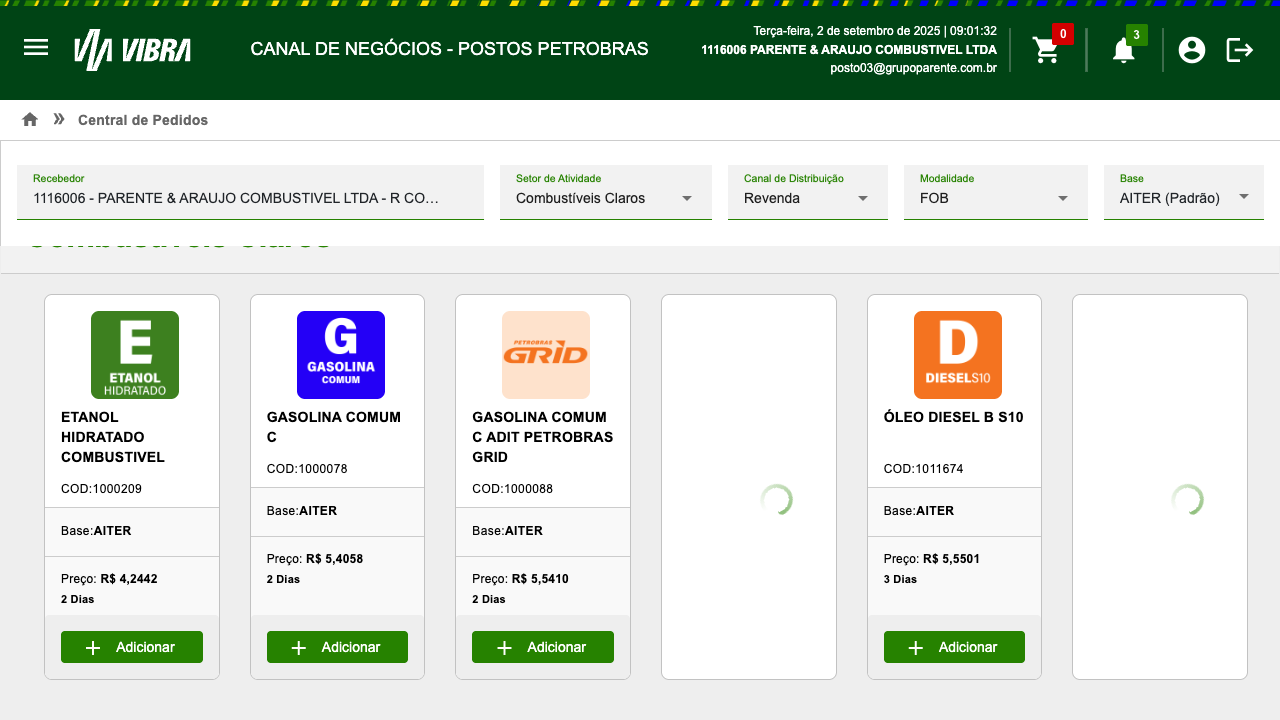 VIBRA
CANAL DE NEGÓCIOS - POSTOS PETROBRAS
Terça-feira, 2 de setembro de 2025 | 09:01:32
1116006 PARENTE & ARAUJO COMBUSTIVEL LTDA
posto03@grupoparente.com.br
0
3
Central de Pedidos
Recebedor
1116006 - PARENTE & ARAUJO COMBUSTIVEL LTDA - R CO…
Setor de Atividade
Combustíveis Claros
Canal de Distribuição
Revenda
Modalidade
FOB
Base
AITER (Padrão)
Combustíveis Claros
E
ETANOL
HIDRATADO
ETANOL
HIDRATADO
COMBUSTIVEL
COD:1000209
Base:AITER
Preço: R$ 4,2442
2 Dias
Adicionar
G
GASOLINA
COMUM
GASOLINA COMUM
C
COD:1000078
Base:AITER
Preço: R$ 5,4058
2 Dias
Adicionar
PETROBRAS
GRID
GASOLINA COMUM
C ADIT PETROBRAS
GRID
COD:1000088
Base:AITER
Preço: R$ 5,5410
2 Dias
Adicionar
D
DIESELS10
ÓLEO DIESEL B S10
COD:1011674
Base:AITER
Preço: R$ 5,5501
3 Dias
Adicionar